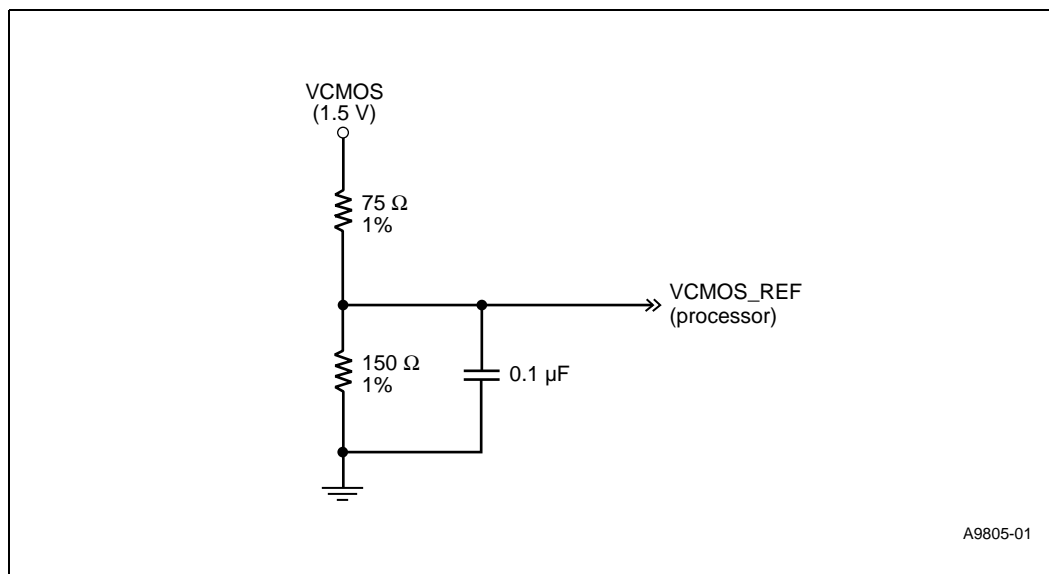 VCMOS
(1.5 V)
75 Ω
1%
VCMOS_REF
(processor)
150 Ω
1%
0.1 µF
A9805-01